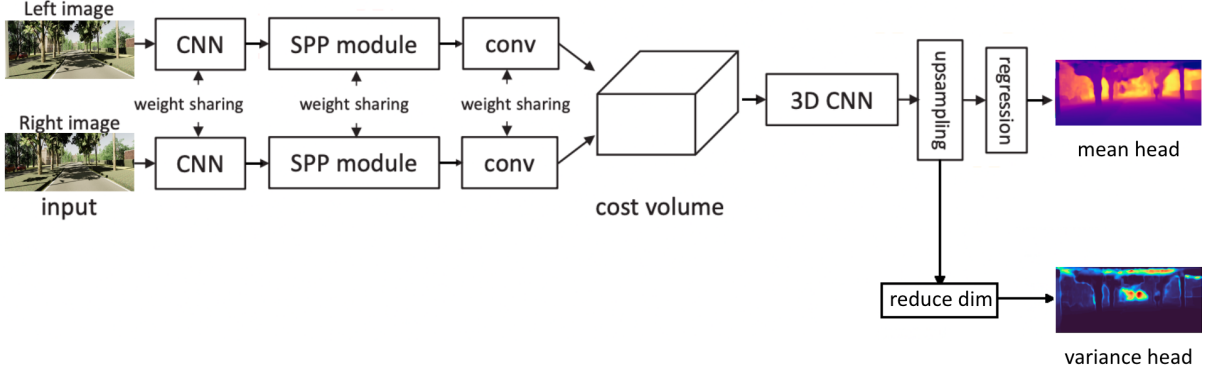 Left image
CNN
SPP module
conv
weight sharing
weight sharing
weight sharing
Right image
CNN
SPP module
conv
input
cost volume
3D CNN
upsampling
regression
mean head
reduce dim
variance head